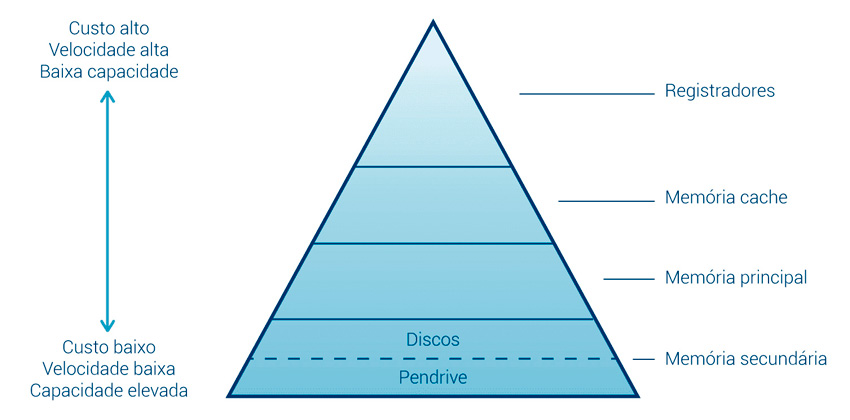 Custo alto
Velocidade alta
Baixa capacidade
Registradores
Memória cache
Memória principal
Discos
Pendrive
Memória secundária
Custo baixo
Velocidade baixa
Capacidade elevada